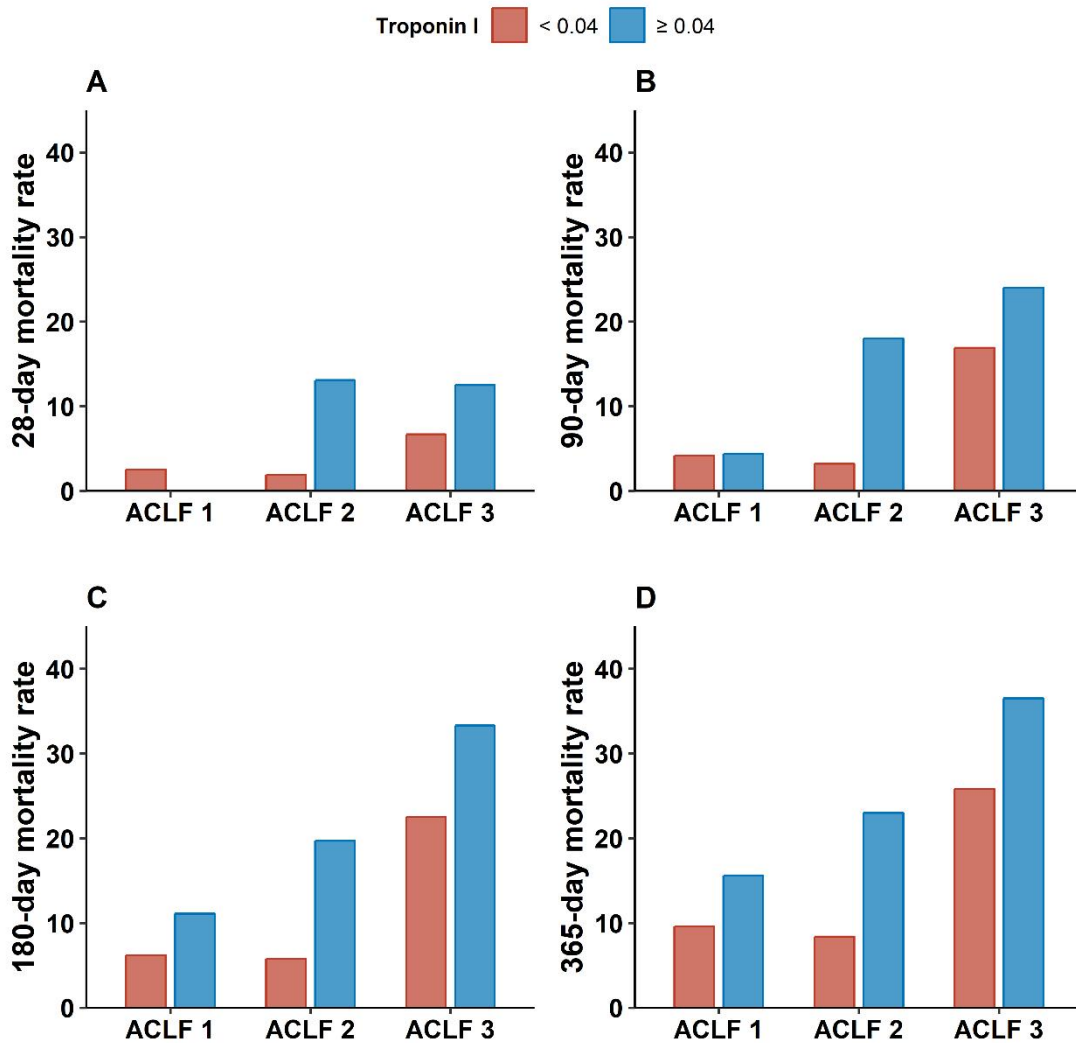 Troponin I < 0.04 ≥ 0.04
A
28-day mortality rate
40
30
20
10
0
ACLF 1 ACLF 2 ACLF 3
B
90-day mortality rate
40
30
20
10
0
ACLF 1 ACLF 2 ACLF 3
C
180-day mortality rate
40
30
20
10
0
ACLF 1 ACLF 2 ACLF 3
D
365-day mortality rate
40
30
20
10
0
ACLF 1 ACLF 2 ACLF 3